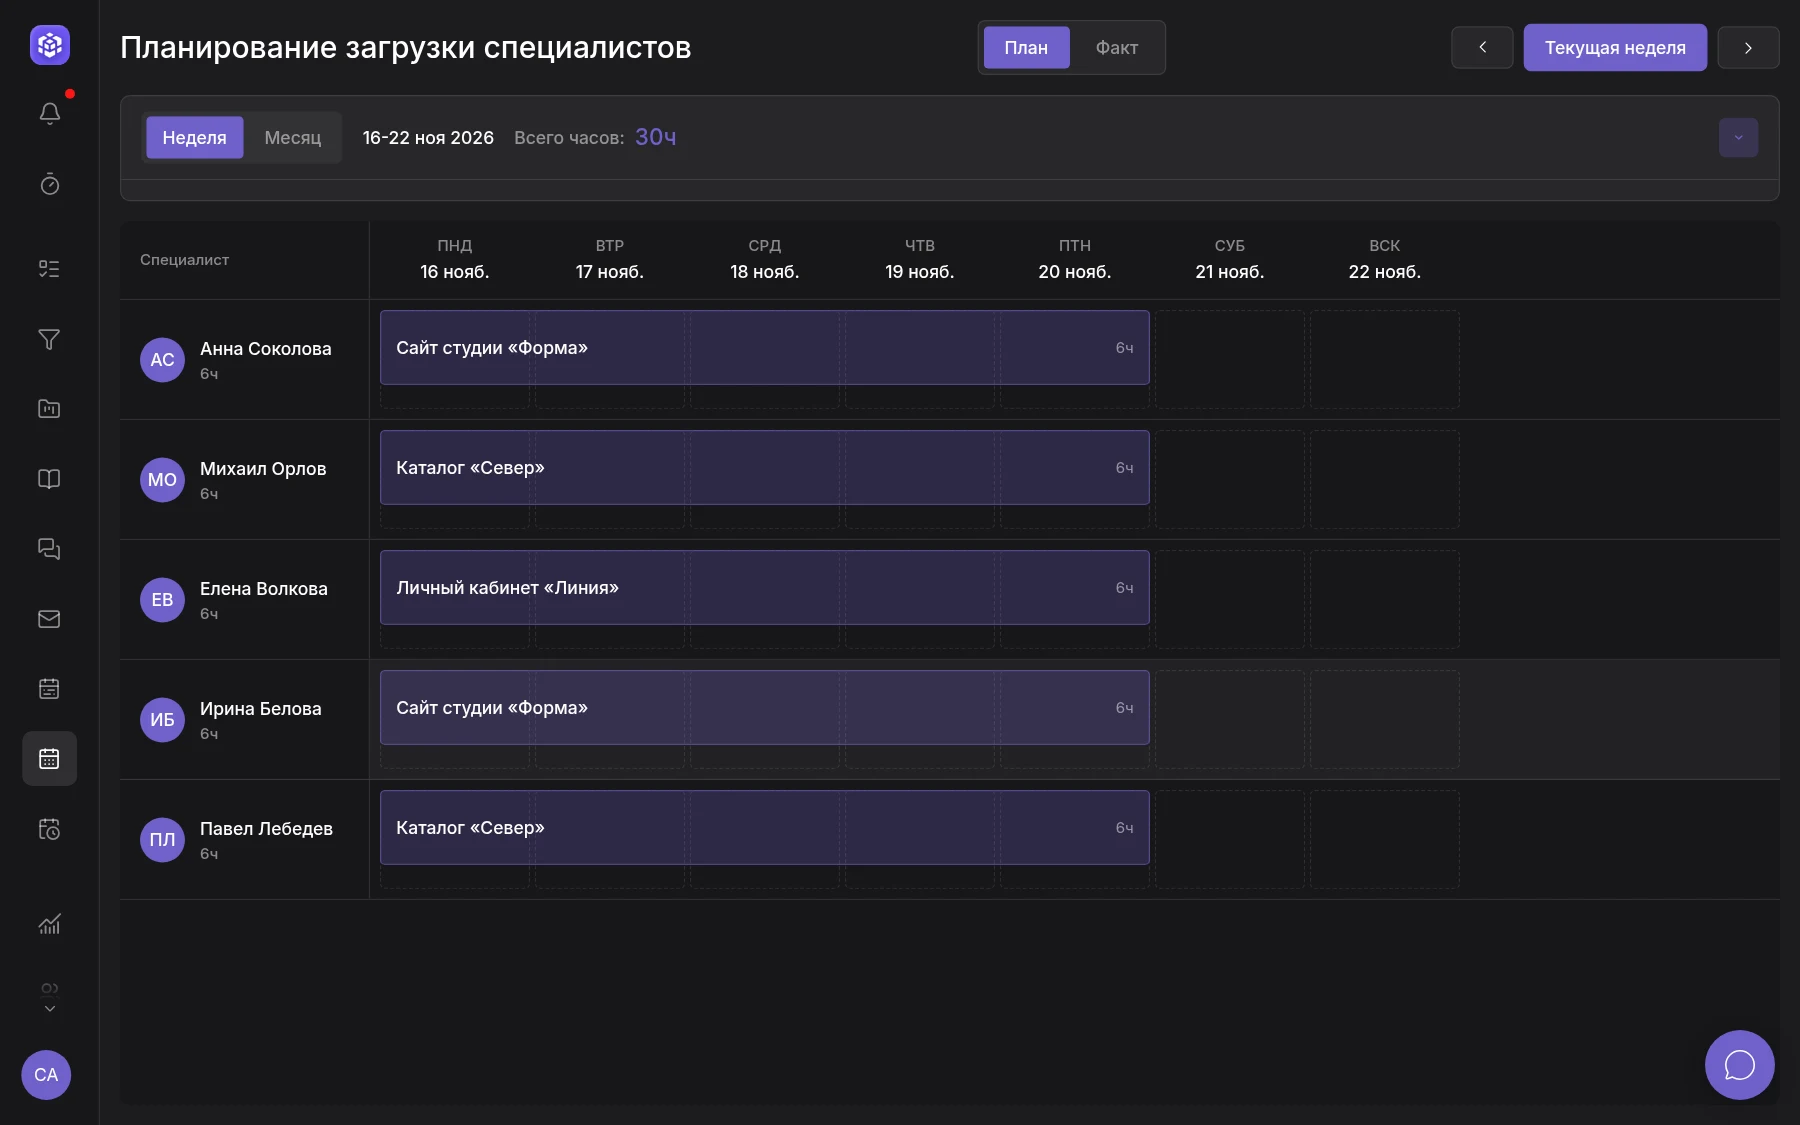 Планирование загрузки специалистов
План Факт
Текущая неделя
Неделя Месяц 16-22 ноя 2026 Всего часов: 30ч
Специалист
ПНД ВТР СРД ЧТВ ПТН СУБ ВСК
16 нояб. 17 нояб. 18 нояб. 19 нояб. 20 нояб. 21 нояб. 22 нояб.
АС Анна Соколова
6ч
Сайт студии «Форма» 6ч
МО Михаил Орлов
6ч
Каталог «Север» 6ч
ЕВ Елена Волкова
6ч
Личный кабинет «Линия» 6ч
ИБ Ирина Белова
6ч
Сайт студии «Форма» 6ч
ПЛ Павел Лебедев
6ч
Каталог «Север» 6ч
СА